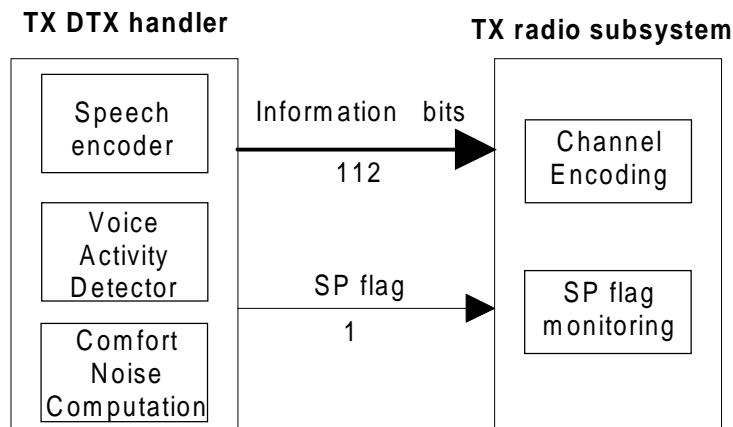 TX DTX handler
TX radio subsystem
Speech
encoder
Information bits
112
Channel
Encoding
Voice
Activity
Detector
SP flag
1
SP flag
monitoring
Comfort
Noise
Computation